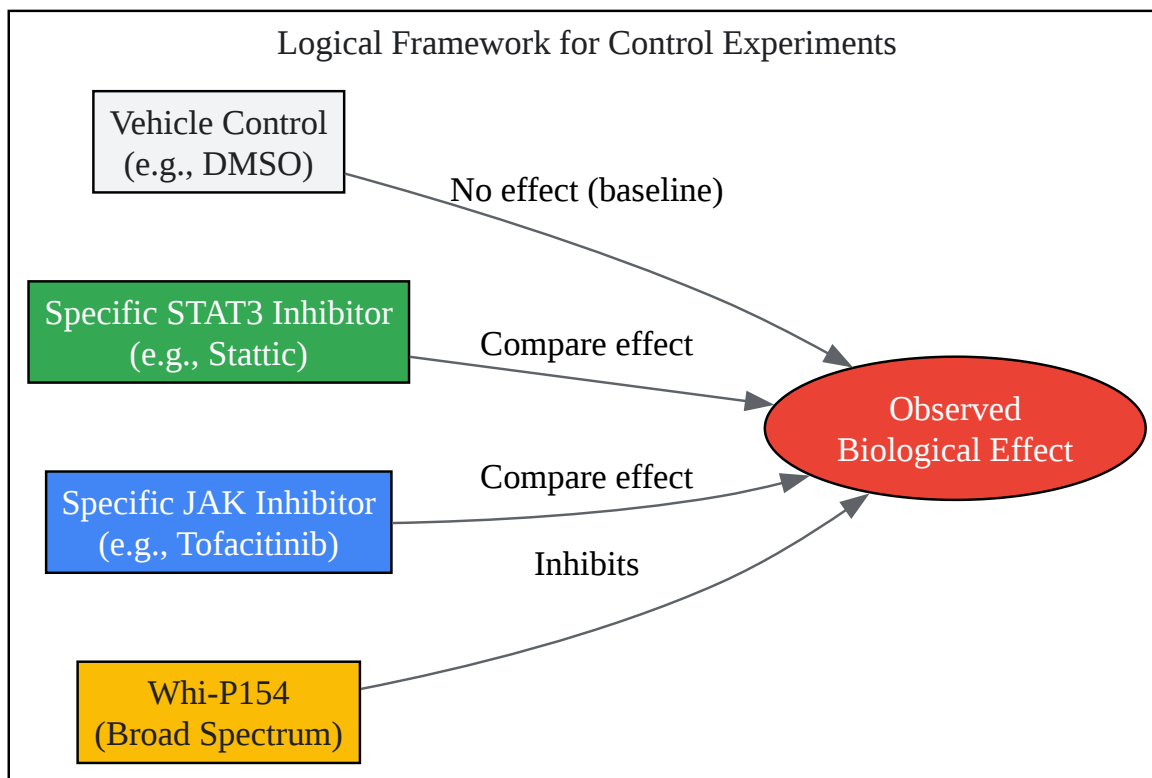 Logical Framework for Control Experiments
Vehicle Control
(e.g., DMSO)
No effect (baseline)
Specific STAT3 Inhibitor
(e.g., Stattic)
Compare effect
Observed
Biological Effect
Specific JAK Inhibitor
(e.g., Tofacitinib)
Compare effect
Inhibits
Whi-P154
(Broad Spectrum)